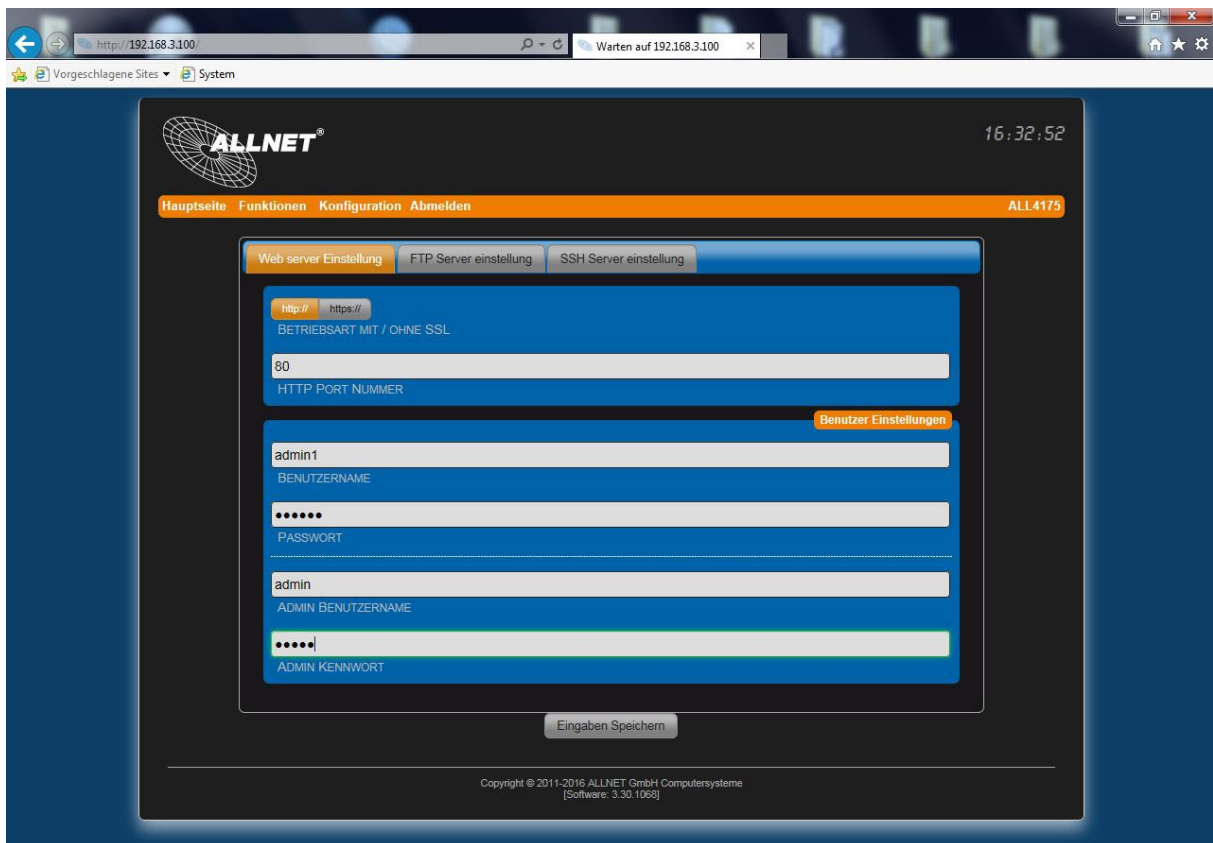 http://192.168.3.100/
Warten auf 192.168.3.100
Vorgeschlagene Sites
System
ALLNET®
16:32:52
Hauptseite Funktionen Konfiguration Abmelden ALL4175
Web server Einstellung FTP Server einstellung SSH Server einstellung
http:// https://
BETRIEBSART MIT / OHNE SSL
80
HTTP PORT NUMMER
Benutzer Einstellungen
admin1
BENUTZERNAME
••••••
PASSWORT
admin
ADMIN BENUTZERNAME
•••••
ADMIN KENNWORT
Eingaben Speichern
Copyright © 2011-2016 ALLNET GmbH Computersysteme
[Software: 3.30.1068]